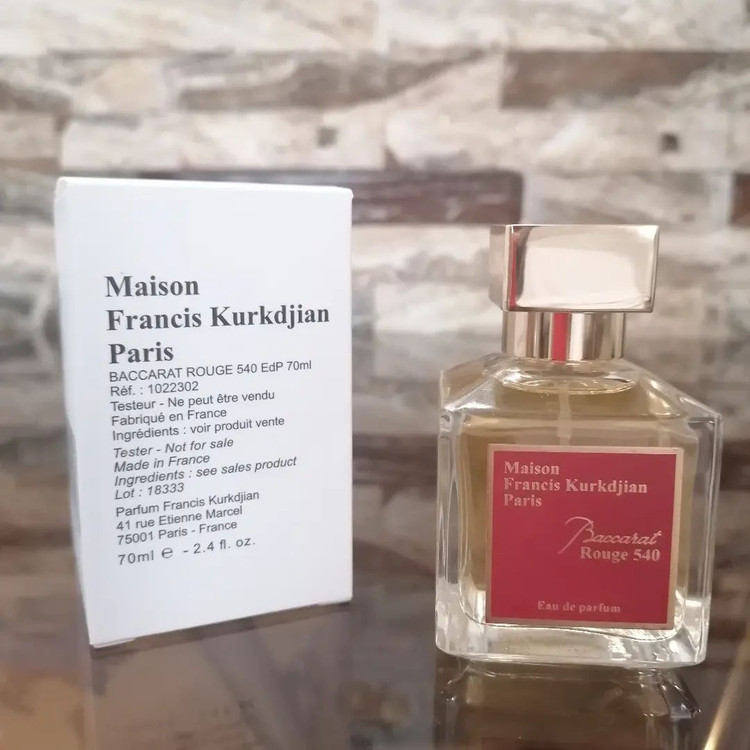 Maison
Francis Kurkdjian
Paris
BACCARAT ROUGE 540 EdP 70ml
Réf. : 1022302
Testeur - Ne peut être vendu
Fabriqué en France
Ingrédients : voir produit vente
Tester - Not for sale
Made in France
Ingredients : see sales product
Lot : 18333
Parfum Francis Kurkdjian
41 rue Etienne Marcel
75001 Paris - France
70ml ℮ - 2.4 fl. oz.
Maison
Francis Kurkdjian
Paris
Baccarat
Rouge 540
Eau de parfum